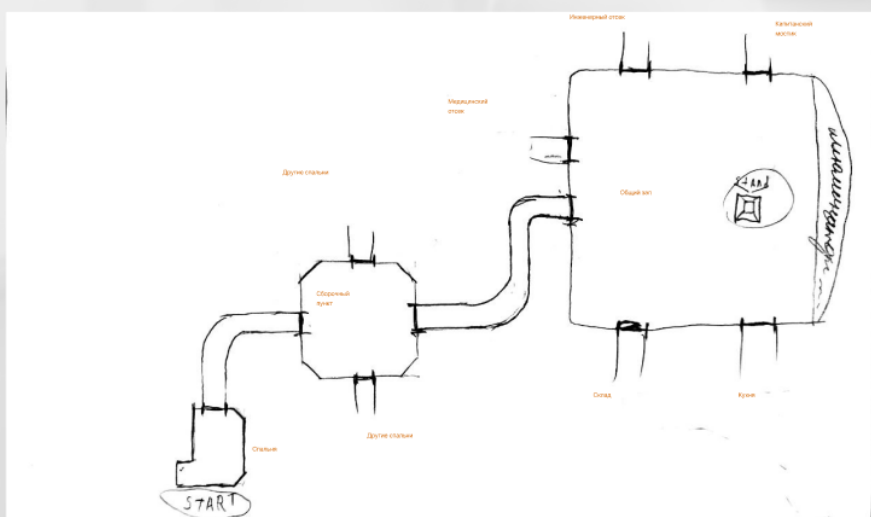 Инженерный отсек
Капитанский
мостик
Медицинский
отсек
Другие спальни
Общий зал
Сборочный
пункт
Склад
Кухня
Другие спальни
Спальня
START